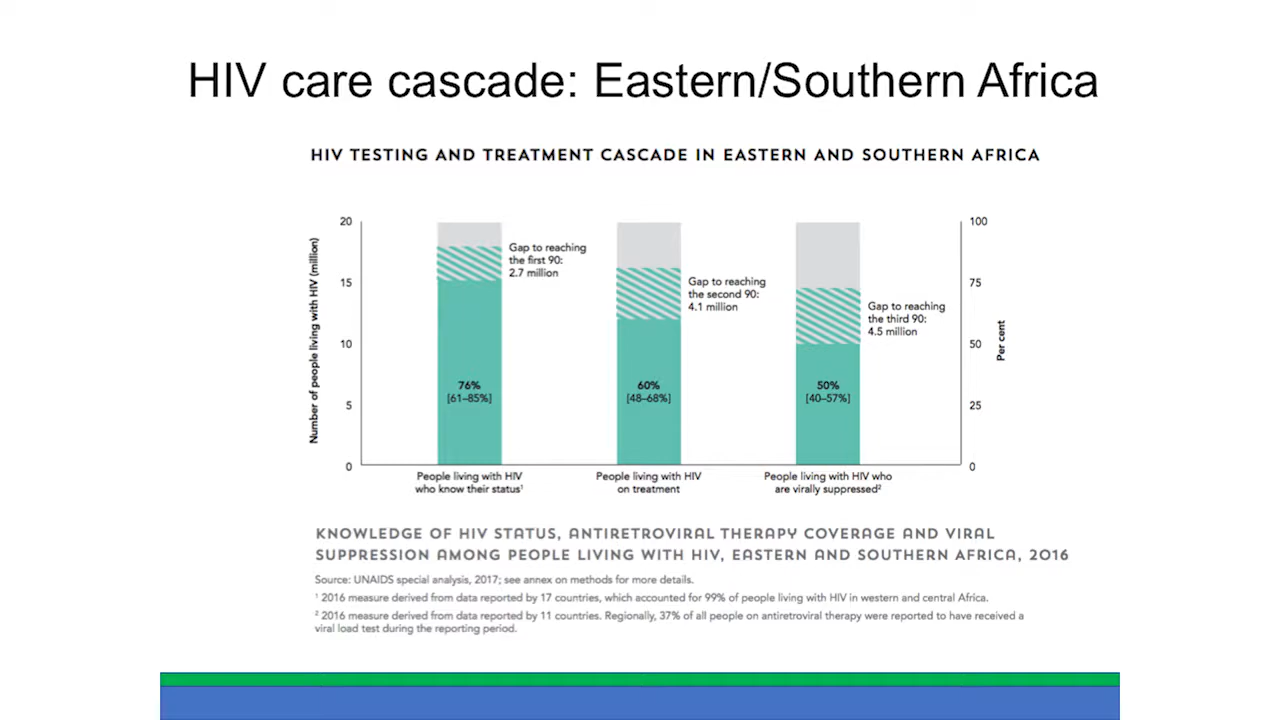 HIV care cascade: Eastern/Southern Africa
HIV TESTING AND TREATMENT CASCADE IN EASTERN AND SOUTHERN AFRICA
Number of people living with HIV (million)
20
15
10
5
0
Gap to reaching
the first 90:
2.7 million
Gap to reaching
the second 90:
4.1 million
Gap to reaching
the third 90:
4.5 million
76%
[61–85%]
60%
[48–68%]
50%
[40–57%]
100
75
50
25
0
Per cent
People living with HIV
who know their status¹
People living with HIV
on treatment
People living with HIV who
are virally suppressed²
KNOWLEDGE OF HIV STATUS, ANTIRETROVIRAL THERAPY COVERAGE AND VIRAL
SUPPRESSION AMONG PEOPLE LIVING WITH HIV, EASTERN AND SOUTHERN AFRICA, 2016
Source: UNAIDS special analysis, 2017; see annex on methods for more details.
¹ 2016 measure derived from data reported by 17 countries, which accounted for 99% of people living with HIV in western and central Africa.
² 2016 measure derived from data reported by 11 countries. Regionally, 37% of all people on antiretroviral therapy were reported to have received a
viral load test during the reporting period.